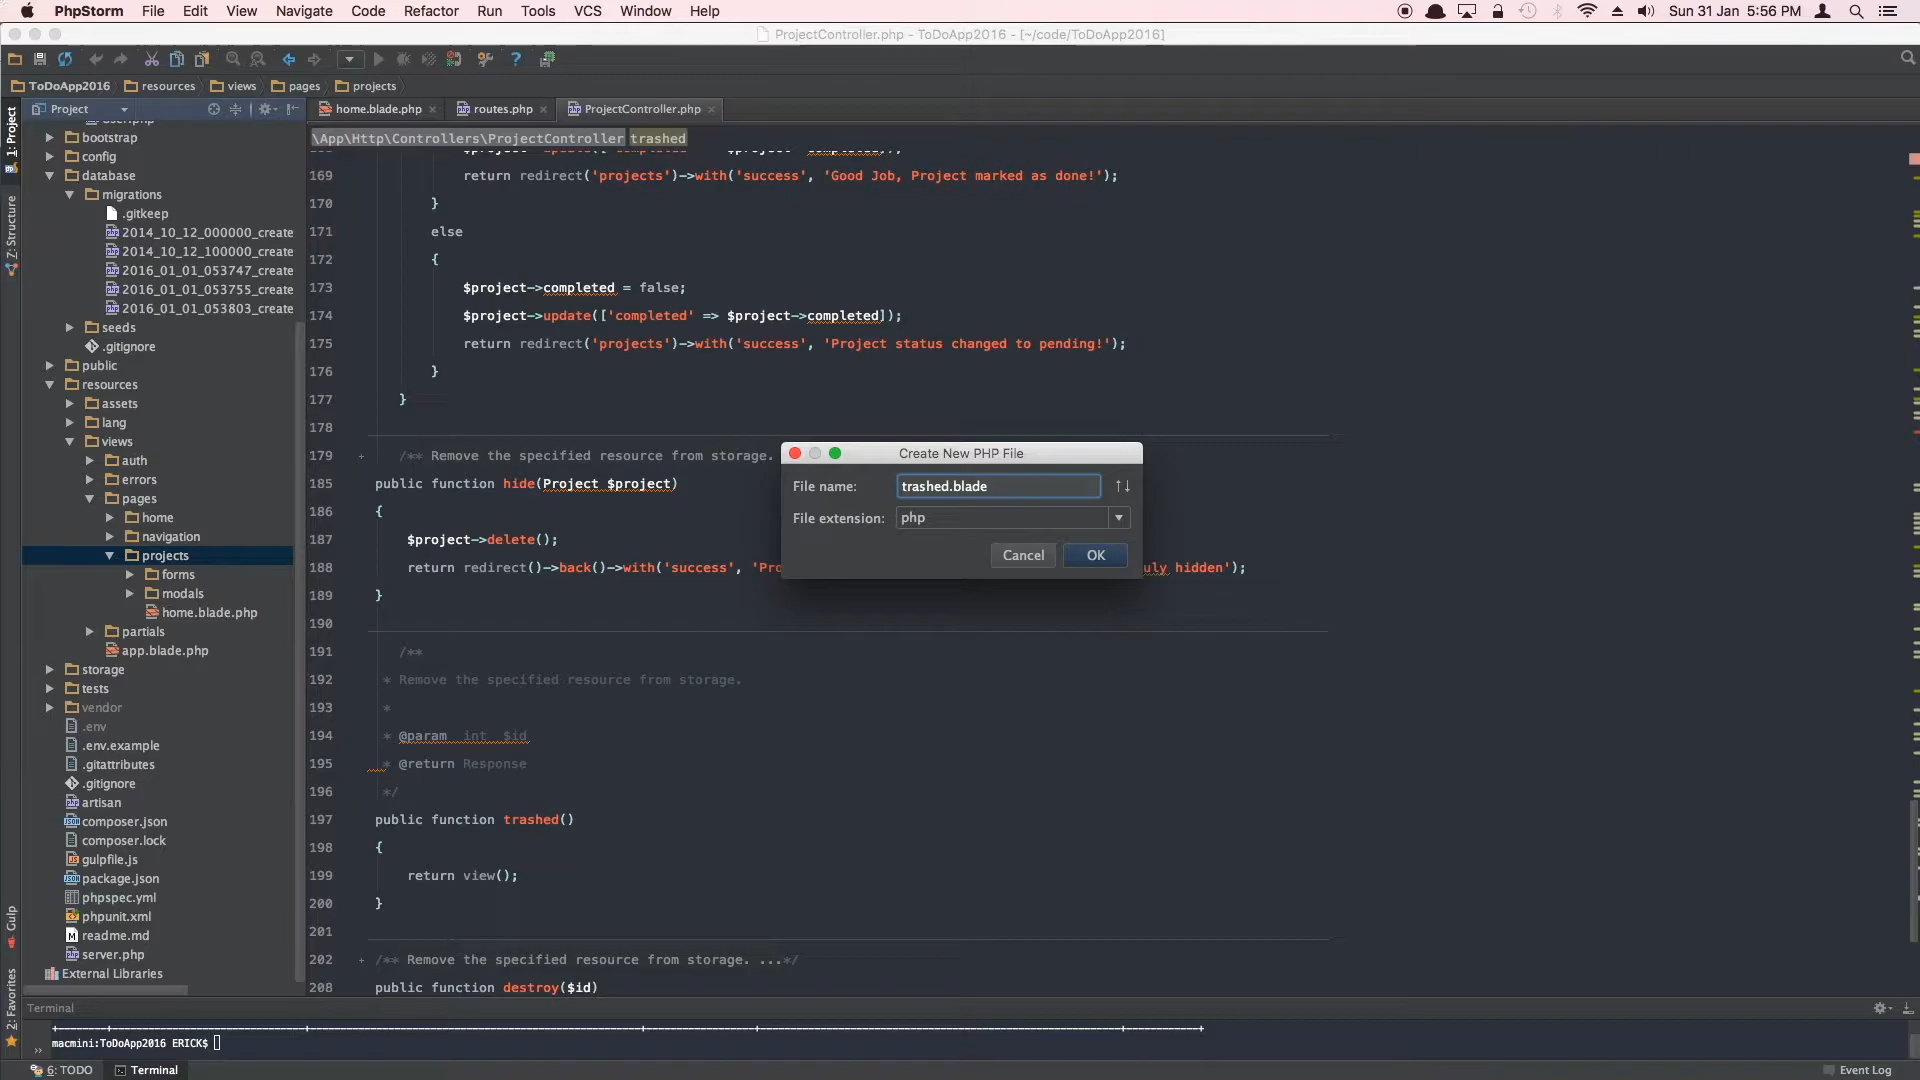 PhpStorm File Edit View Navigate Code Refactor Run Tools VCS Window Help Sun 31 Jan 5:56 PM
ProjectController.php - ToDoApp2016 - [~/code/ToDoApp2016]
ToDoApp2016 resources views pages projects
Project home.blade.php routes.php ProjectController.php
\App\Http\Controllers\ProjectController trashed
1: Project
Z: Structure
Gulp
2: Favorites
bootstrap
config
database
migrations
.gitkeep
2014_10_12_000000_create
2014_10_12_100000_create
2016_01_01_053747_create
2016_01_01_053755_create
2016_01_01_053803_create
seeds
.gitignore
public
resources
assets
lang
views
auth
errors
pages
home
navigation
projects
forms
modals
home.blade.php
partials
app.blade.php
storage
tests
vendor
.env
.env.example
.gitattributes
.gitignore
artisan
composer.json
composer.lock
gulpfile.js
package.json
phpspec.yml
phpunit.xml
readme.md
server.php
External Libraries
169 return redirect('projects')->with('success', 'Good Job, Project marked as done!');
170 }
171 else
172 {
173 $project->completed = false;
174 $project->update(['completed' => $project->completed]);
175 return redirect('projects')->with('success', 'Project status changed to pending!');
176 }
177 }
178
179 /** Remove the specified resource from storage.
185 public function hide(Project $project)
186 {
187 $project->delete();
188 return redirect()->back()->with('success', 'Pro uly hidden');
189 }
190
191 /**
192 * Remove the specified resource from storage.
193 *
194 * @param int $id
195 * @return Response
196 */
197 public function trashed()
198 {
199 return view();
200 }
201
202 /** Remove the specified resource from storage. ...*/
208 public function destroy($id)
Create New PHP File
File name: trashed.blade
File extension: php
Cancel OK
Terminal
macmini:ToDoApp2016 ERICK$
6: TODO Terminal Event Log